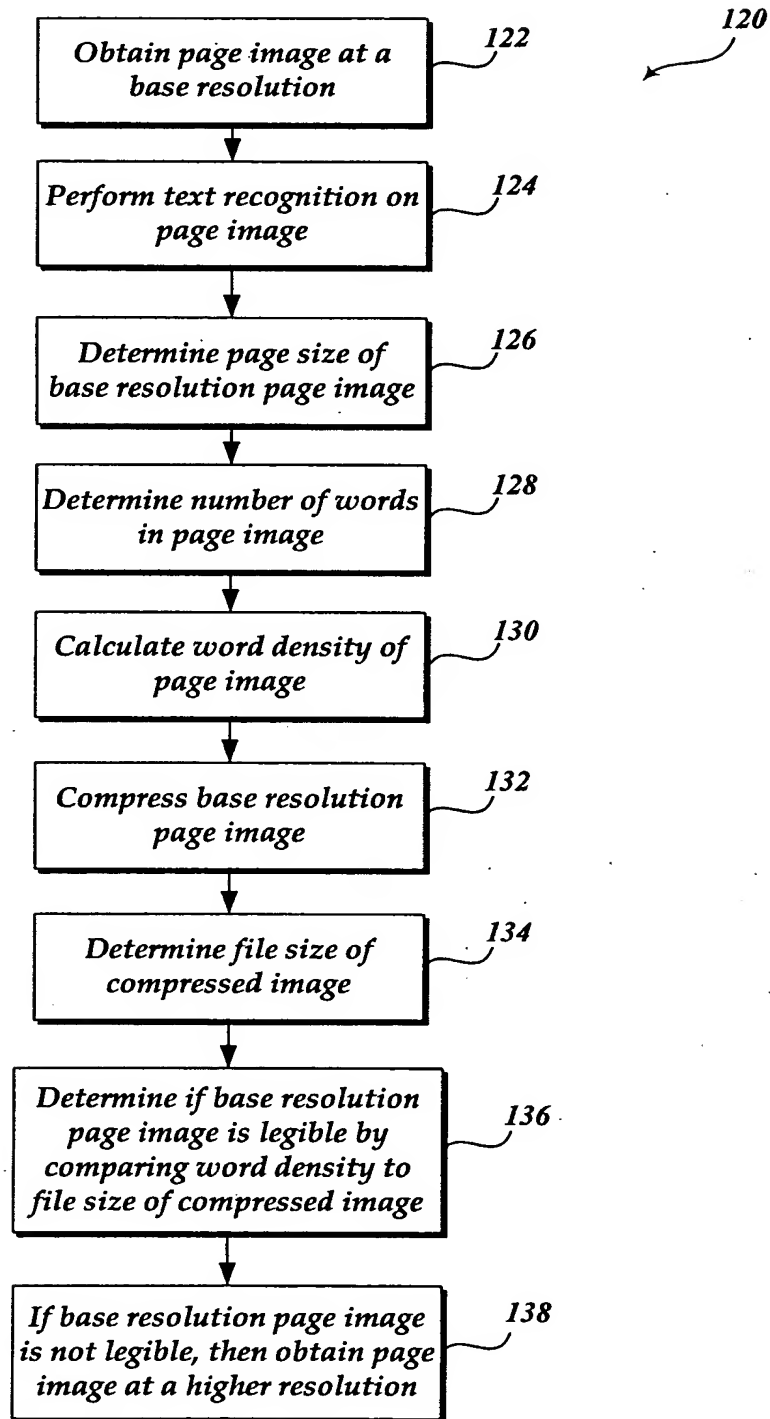 120
Obtain page image at a
base resolution
122
Perform text recognition on
page image
124
Determine page size of
base resolution page image
126
Determine number of words
in page image
128
Calculate word density of
page image
130
Compress base resolution
page image
132
Determine file size of
compressed image
134
Determine if base resolution
page image is legible by
comparing word density to
file size of compressed image
136
If base resolution page image
is not legible, then obtain page
image at a higher resolution
138